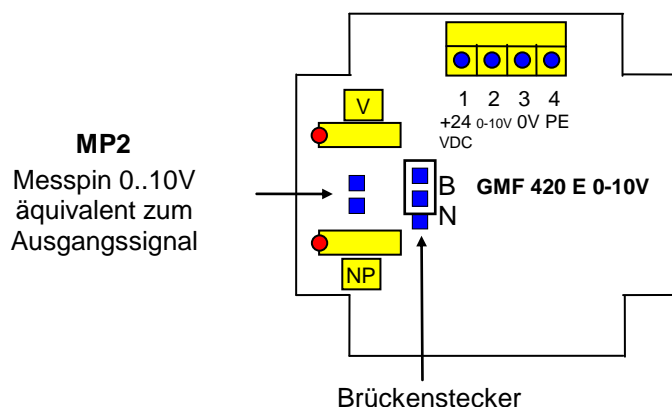 1 2 3 4
+24 0-10V 0V PE
VDC
V
MP2
Messpin 0..10V
äquivalent zum
Ausgangssignal
B
N
GMF 420 E 0-10V
NP
Brückenstecker